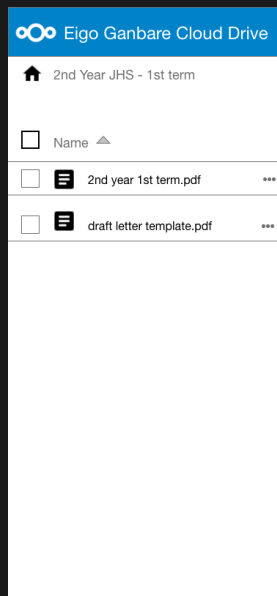 Eigo Ganbare Cloud Drive
2nd Year JHS - 1st term
Name
2nd year 1st term.pdf
draft letter template.pdf